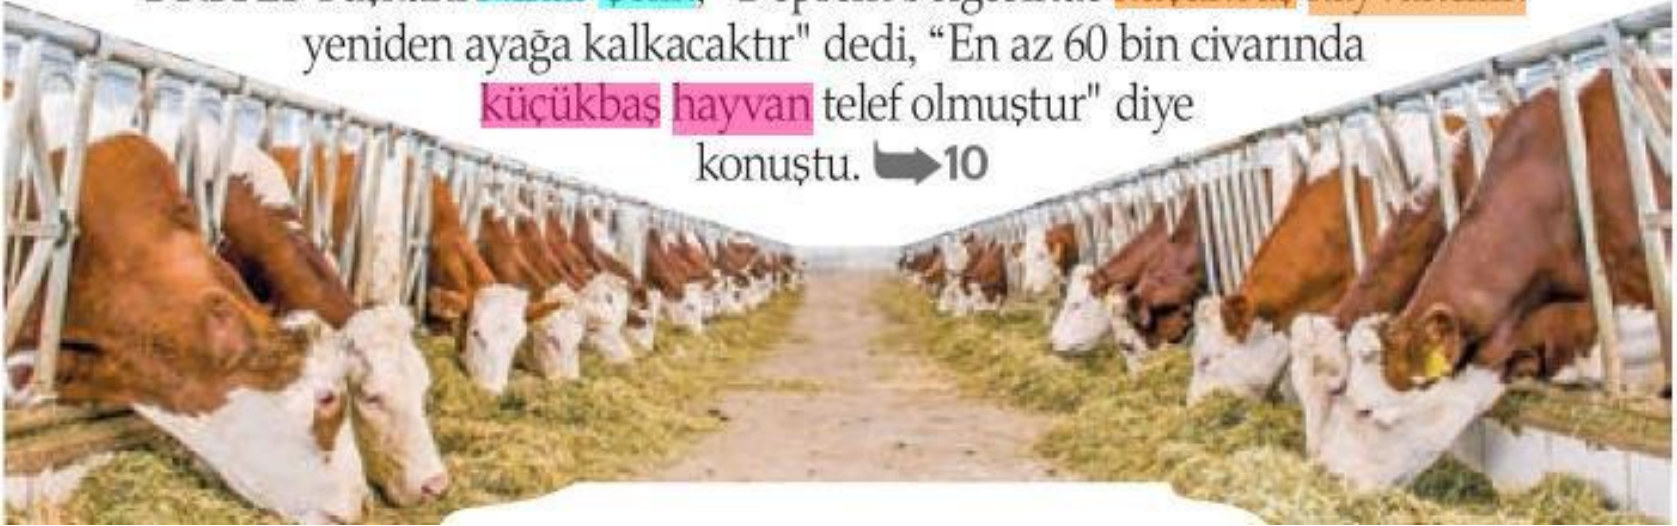 yeniden ayağa kalkacaktır" dedi, “En az 60 bin civarında
küçükbaş hayvan telef olmuştur" diye
konuştu. 10